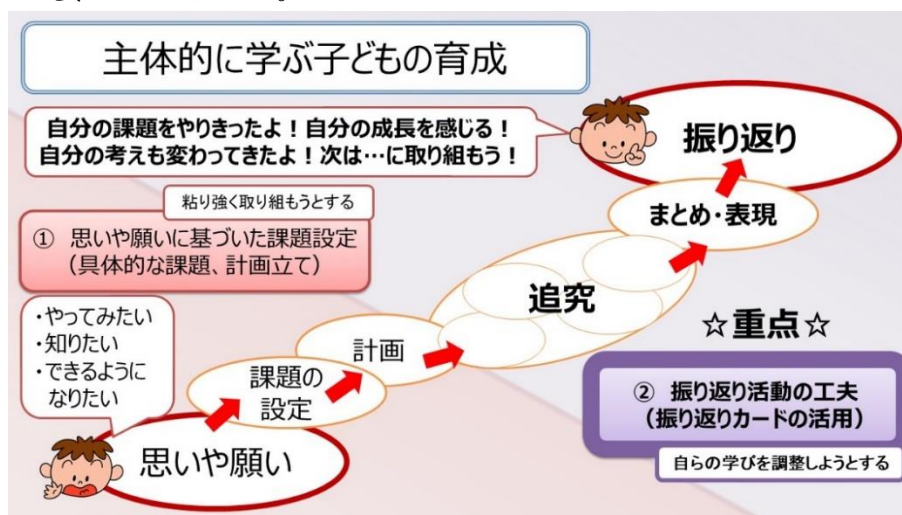 主体的に学ぶ子どもの育成
自分の課題をやりきったよ！自分の成長を感じる！
自分の考えも変わってきたよ！次は…に取り組もう！
振り返り
まとめ・表現
粘り強く取り組もうとする
① 思いや願いに基づいた課題設定
（具体的な課題、計画立て）
追究
☆重点☆
・やってみたい
・知りたい
・できるように
なりたい
計画
課題の
設定
② 振り返り活動の工夫
（振り返りカードの活用）
自らの学びを調整しようとする
思いや願い